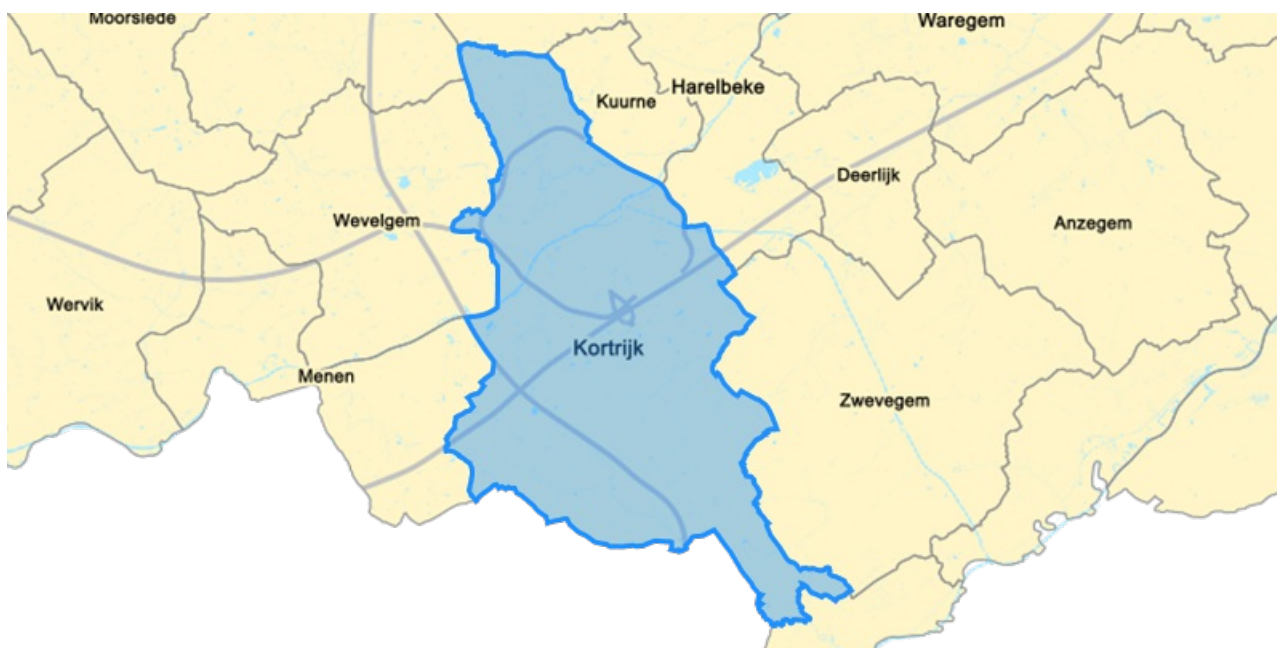 Moorslede
Waregem
Harelbeke
Kuurne
Deerlijk
Wevelgem
Anzegem
Wervik
Kortrijk
Menen
Zwevegem